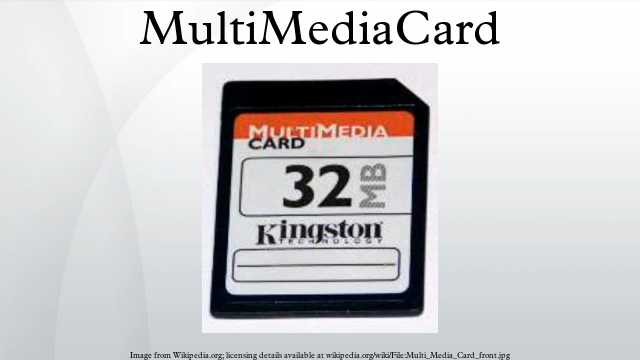 MultiMediaCard
MULTIMEDIA
CARD
32 MB
Kingston
TECHNOLOGY
Image from Wikipedia.org; licensing details available at wikipedia.org/wiki/File:Multi_Media_Card_front.jpg